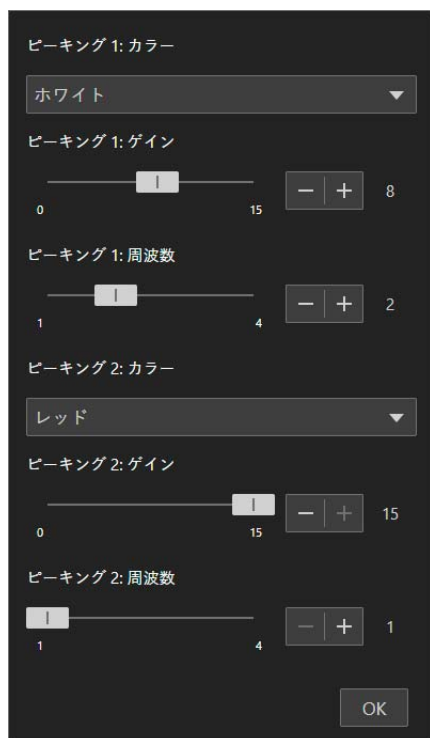 ピーキング 1: カラー
ホワイト
ピーキング 1: ゲイン
− + 8
0 15
ピーキング 1: 周波数
− + 2
1 4
ピーキング 2: カラー
レッド
ピーキング 2: ゲイン
− + 15
0 15
ピーキング 2: 周波数
− + 1
1 4
OK